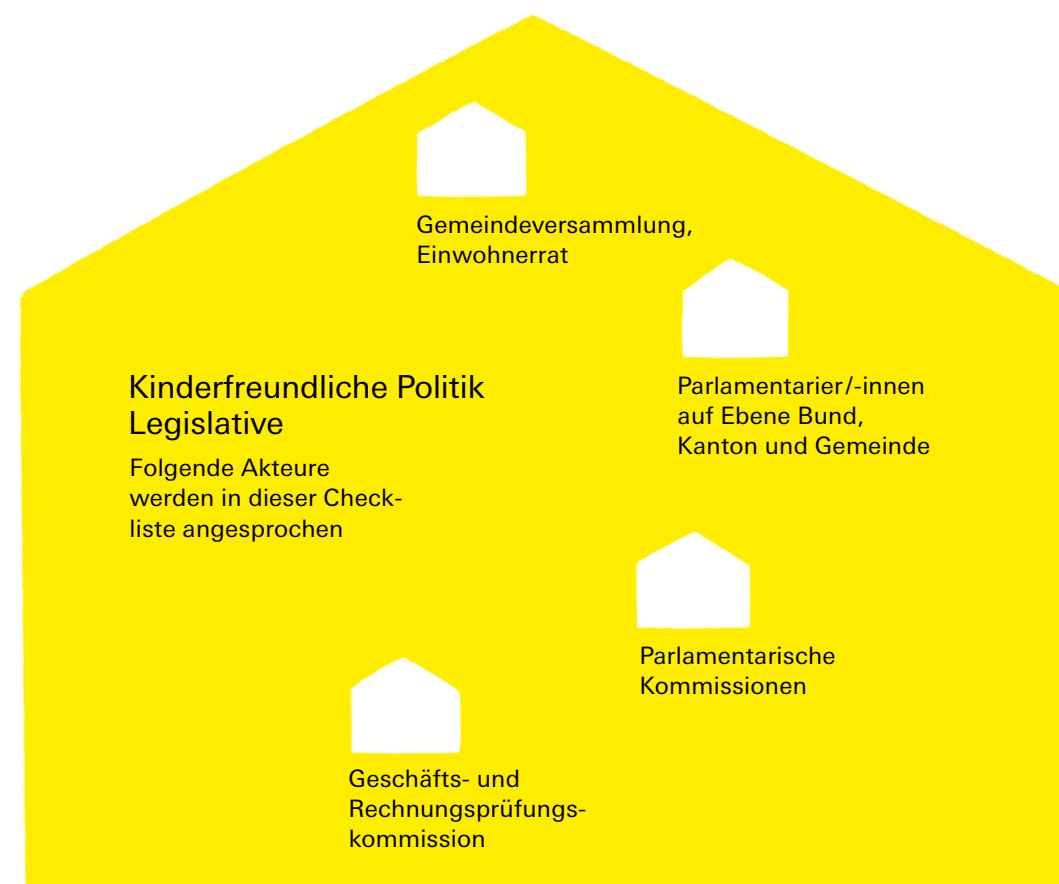 Gemeindeversammlung,
Einwohnerrat
Kinderfreundliche Politik
Legislative
Folgende Akteure
werden in dieser Check-
liste angesprochen
Parlamentarier/-innen
auf Ebene Bund,
Kanton und Gemeinde
Parlamentarische
Kommissionen
Geschäfts- und
Rechnungsprüfungs-
kommission